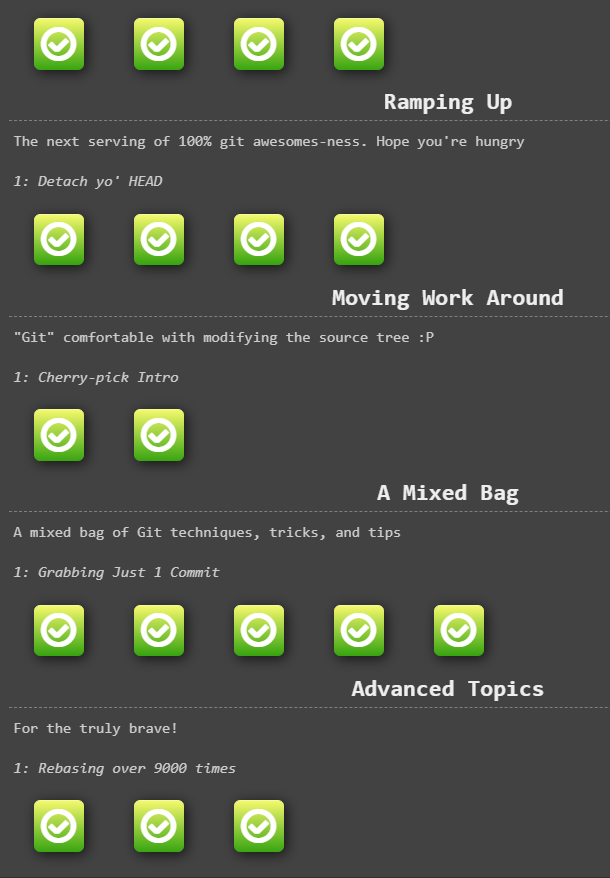 Ramping Up
The next serving of 100% git awesomes-ness. Hope you're hungry
1: Detach yo' HEAD
Moving Work Around
"Git" comfortable with modifying the source tree :P
1: Cherry-pick Intro
A Mixed Bag
A mixed bag of Git techniques, tricks, and tips
1: Grabbing Just 1 Commit
Advanced Topics
For the truly brave!
1: Rebasing over 9000 times